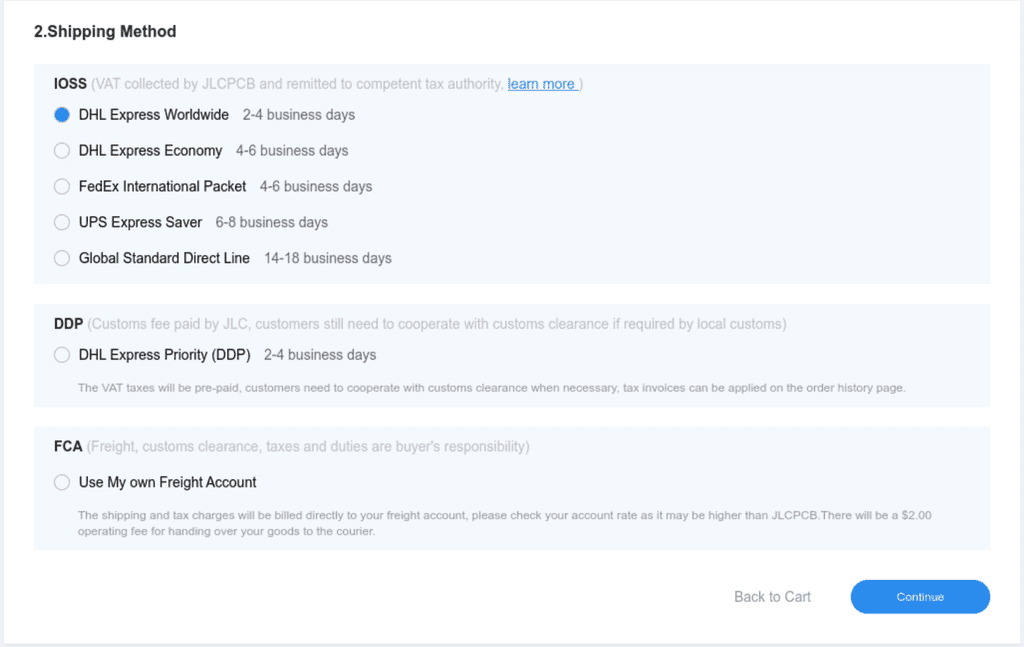 2.Shipping Method
IOSS (VAT collected by JLCPCB and remitted to competent tax authority, learn more )
DHL Express Worldwide 2-4 business days
DHL Express Economy 4-6 business days
FedEx International Packet 4-6 business days
UPS Express Saver 6-8 business days
Global Standard Direct Line 14-18 business days
DDP (Customs fee paid by JLC, customers still need to cooperate with customs clearance if required by local customs)
DHL Express Priority (DDP) 2-4 business days
The VAT taxes will be pre-paid, customers need to cooperate with customs clearance when necessary, tax invoices can be applied on the order history page.
FCA (Freight, customs clearance, taxes and duties are buyer's responsibility)
Use My own Freight Account
The shipping and tax charges will be billed directly to your freight account, please check your account rate as it may be higher than JLCPCB.There will be a $2.00
operating fee for handing over your goods to the courier.
Back to Cart Continue